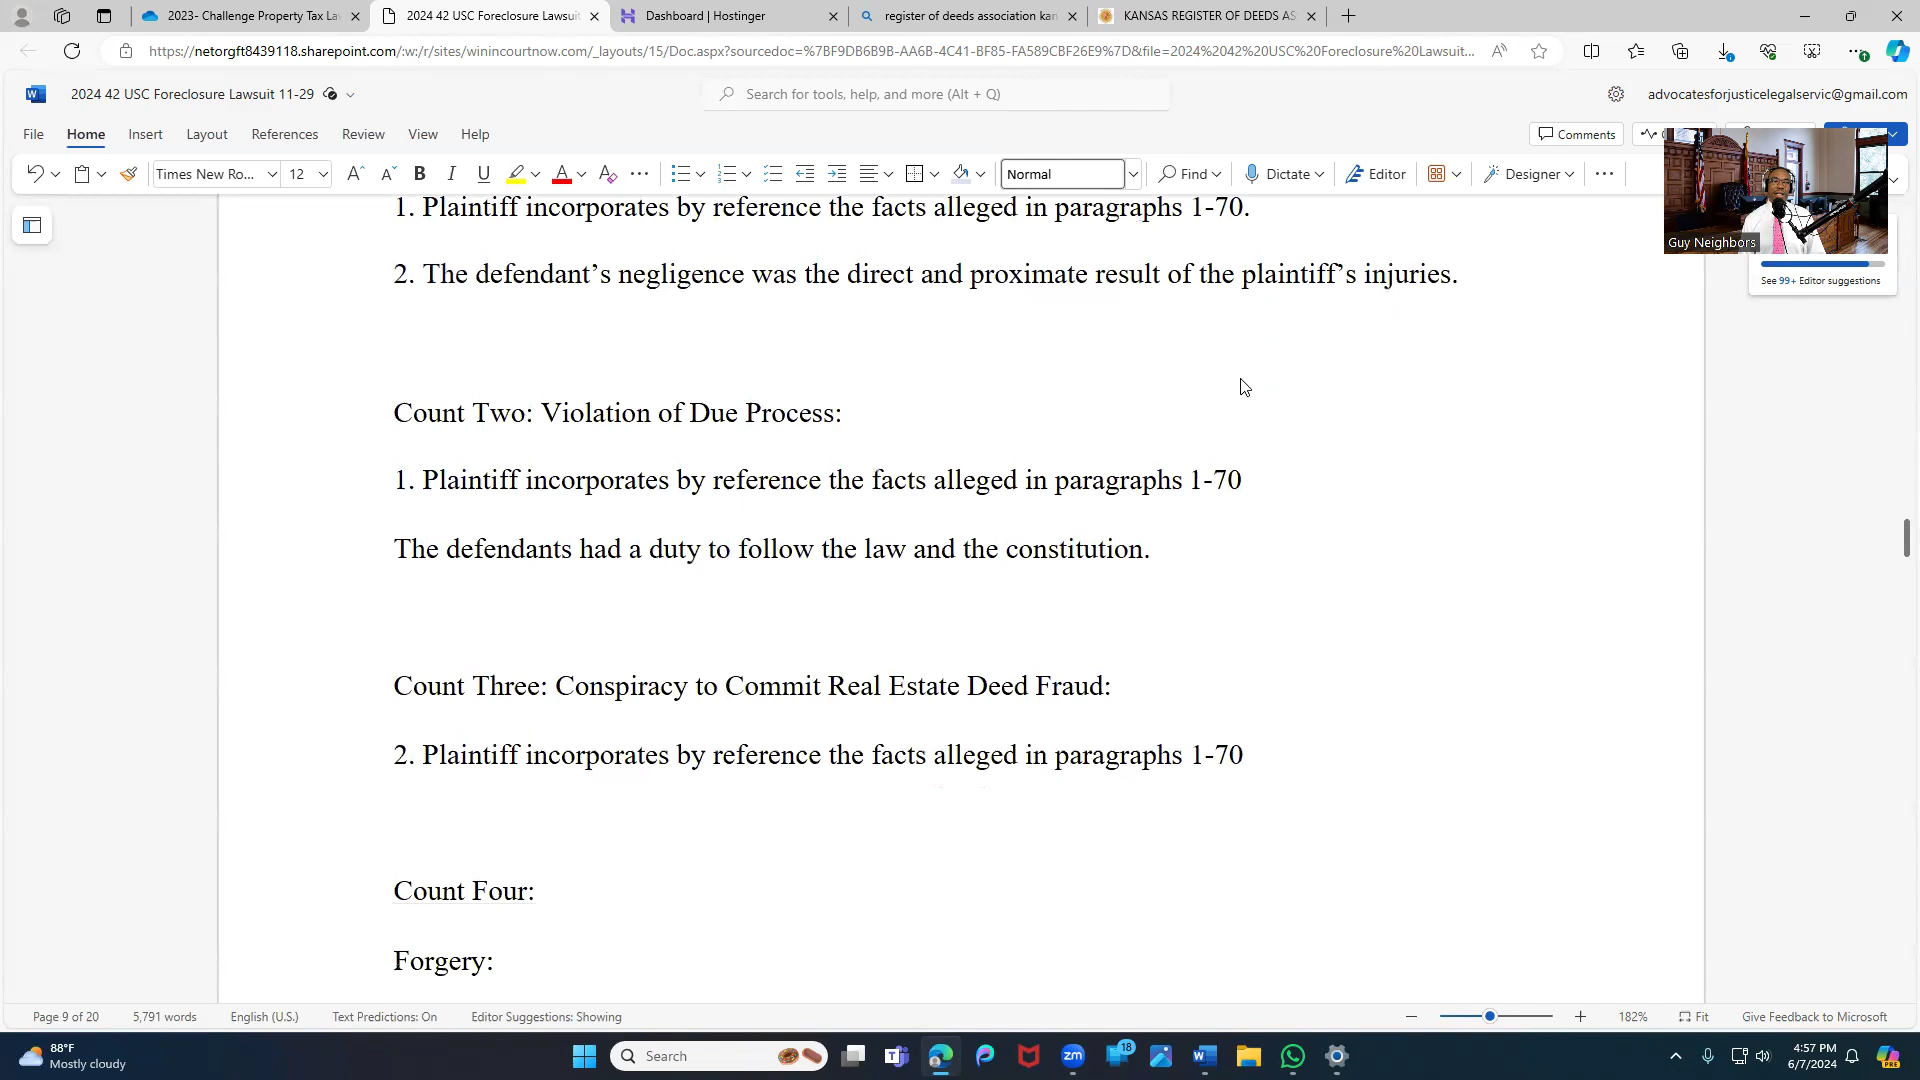 2023- Challenge Property Tax La
2024 42 USC Foreclosure Lawsuit
Dashboard | Hostinger
register of deeds association kan
KANSAS REGISTER OF DEEDS AS
https://netorgft8439118.sharepoint.com/:w:/r/sites/winincourtnow.com/_layouts/15/Doc.aspx?sourcedoc=%7BF9DB6B9B-AA6B-4C41-BF85-FA589CBF26E9%7D&file=2024%2042%20USC%20Foreclosure%20Lawsuit...
2024 42 USC Foreclosure Lawsuit 11-29
Search for tools, help, and more (Alt + Q)
advocatesforjusticelegalservic@gmail.com
File Home Insert Layout References Review View Help
Comments
Times New Ro... 12
B I U A
Normal
Find Dictate Editor Designer
Guy Neighbors
See 99+ Editor suggestions
1. Plaintiff incorporates by reference the facts alleged in paragraphs 1-70.
2. The defendant’s negligence was the direct and proximate result of the plaintiff’s injuries.
Count Two: Violation of Due Process:
1. Plaintiff incorporates by reference the facts alleged in paragraphs 1-70
The defendants had a duty to follow the law and the constitution.
Count Three: Conspiracy to Commit Real Estate Deed Fraud:
2. Plaintiff incorporates by reference the facts alleged in paragraphs 1-70
Count Four:
Forgery:
Page 9 of 20 5,791 words English (U.S.) Text Predictions: On Editor Suggestions: Showing
182% Fit Give Feedback to Microsoft
88°F
Mostly cloudy
Search
zm
18
4:57 PM
6/7/2024
PRE